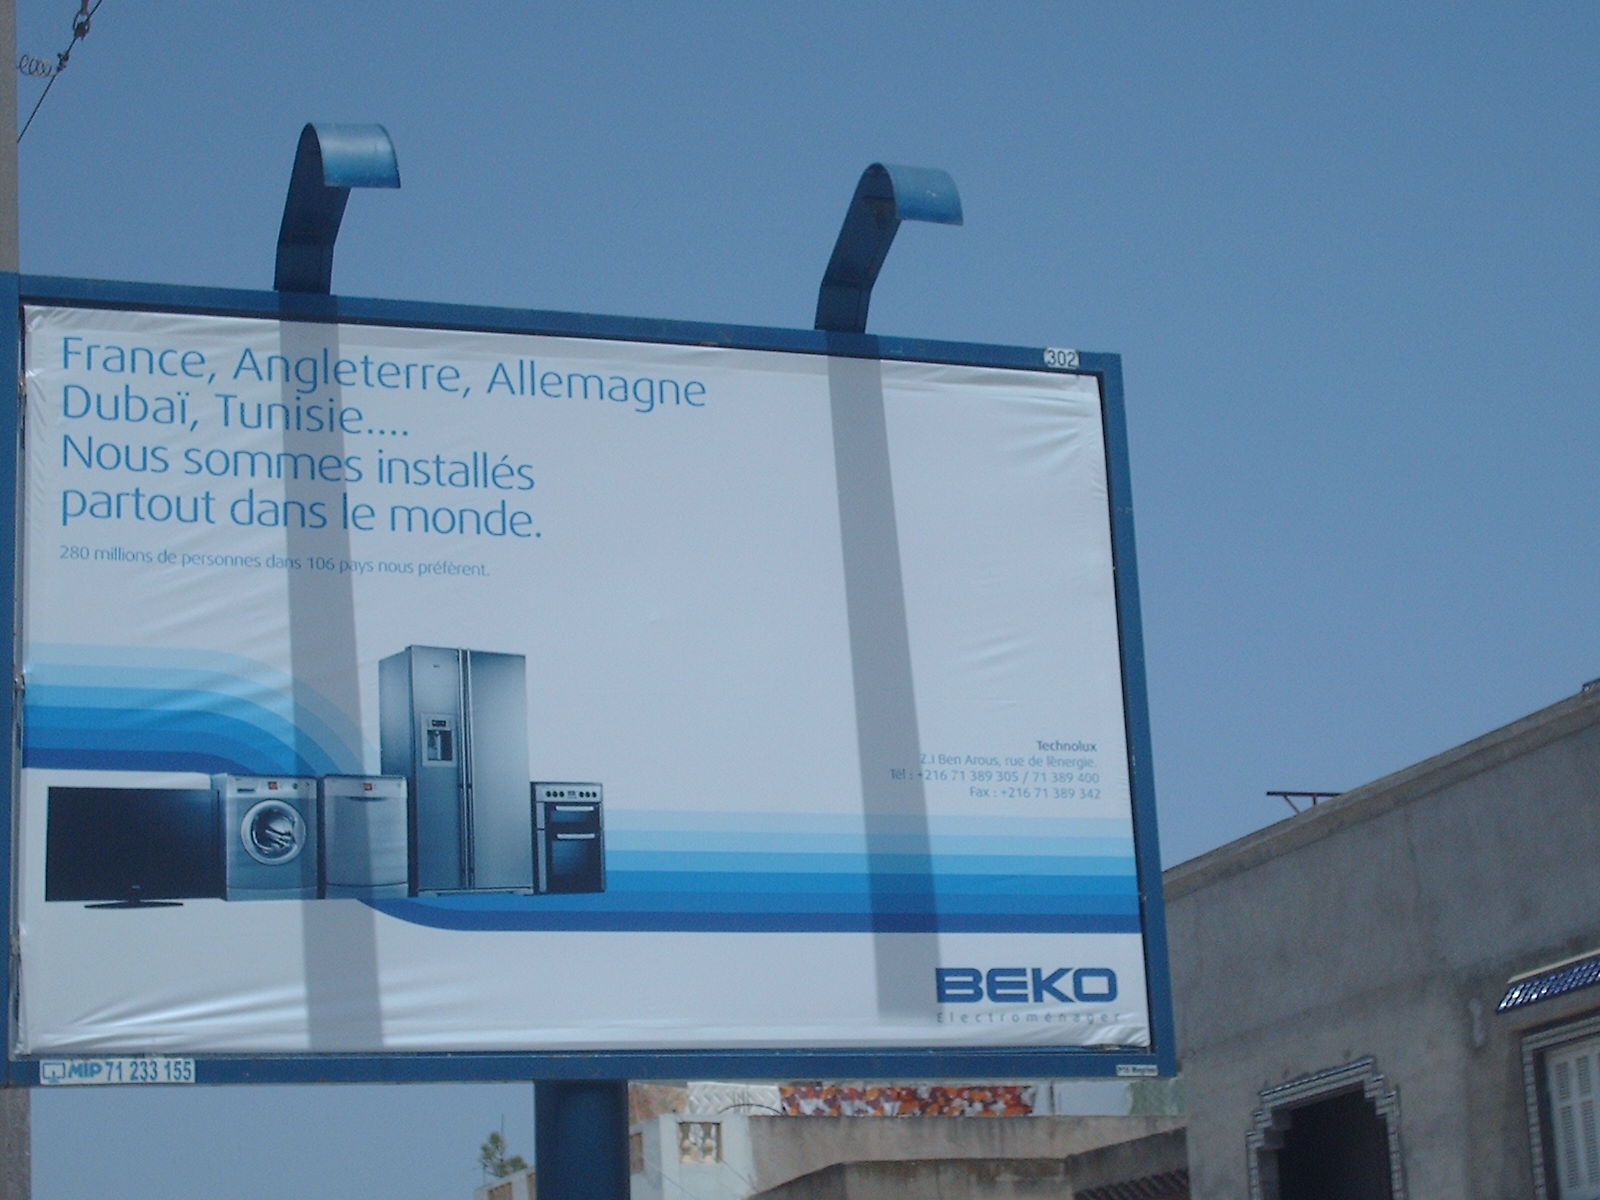 302
France, Angleterre, Allemagne
Dubaï, Tunisie....
Nous sommes installés
partout dans le monde.
280 millions de personnes dans 106 pays nous préfèrent.
Technolux
Z.I Ben Arous, rue de l'énergie.
Tél : +216 71 389 305 / 71 389 400
Fax : +216 71 389 342
BEKO
Electroménager
MIP 71 233 155